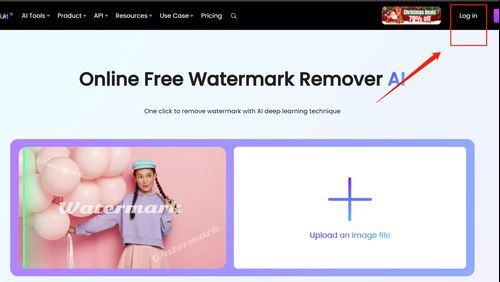 AI Tools
Product
API
Resources
Use Case
Pricing
Christmas Deals
70% off
Log in
Online Free Watermark Remover AI
One click to remove watermark with AI deep learning technique
Watermark
Watermark
Upload an image file